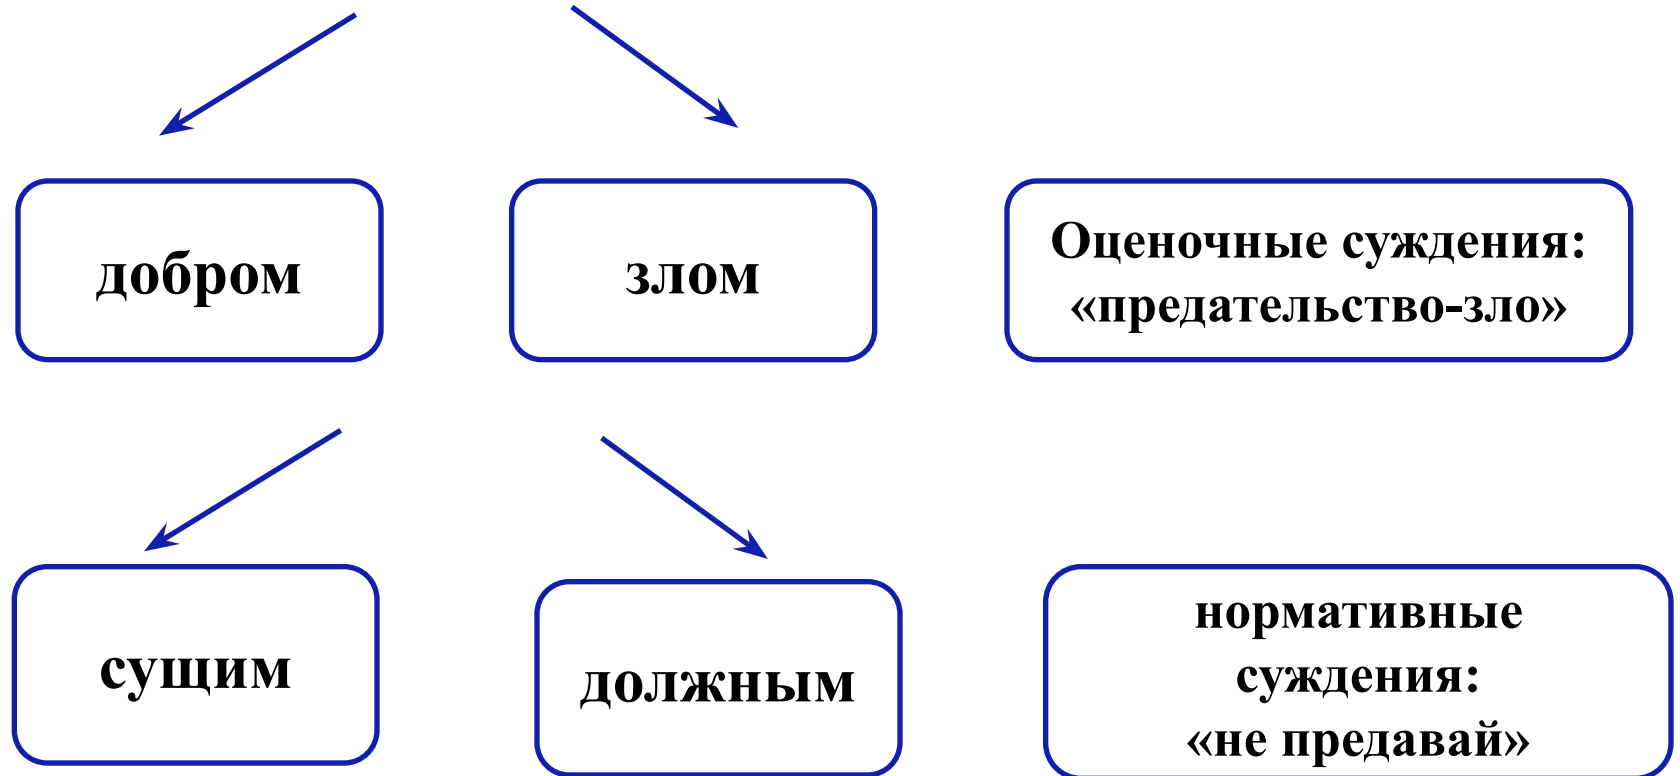 добром
злом
Оценочные суждения:
«предательство-зло»
сущим
должным
нормативные
суждения:
«не предавай»